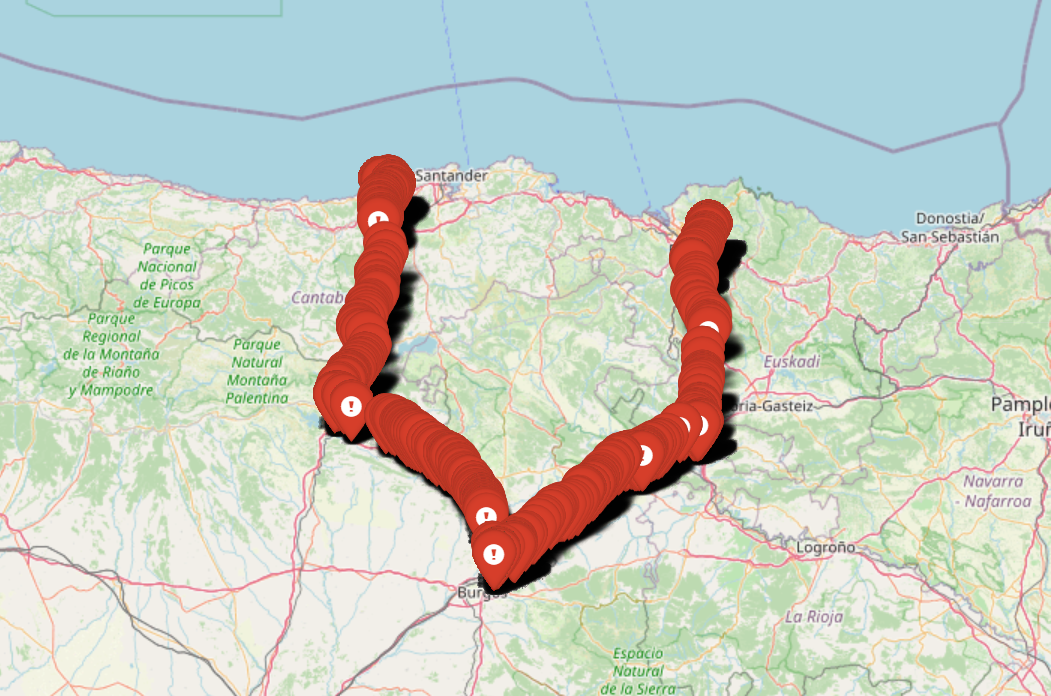 Santander
Donostia/
San Sebastián
Parque
Nacional
de Picos
de Europa
Cantab
Parque
Regional
de la Montaña
de Riaño
y Mampodre
Parque
Natural
Montaña
Palentina
Euskadi
oria-Gasteiz
Pamplo
Iruñ
Navarra
- Nafarroa
Logroño
Burgos
La Rioja
Espacio
Natural
de la Sierra